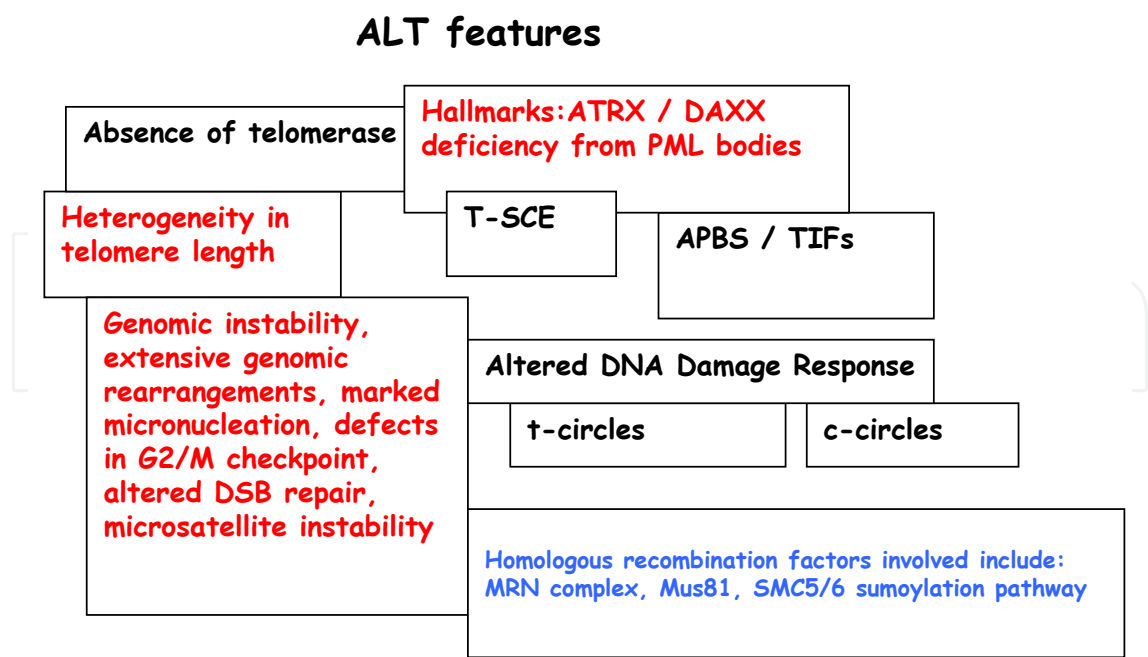 ALT features
Absence of telomerase
Hallmarks:ATRX / DAXX
deficiency from PML bodies
Heterogeneity in
telomere length
T-SCE
APBS / TIFs
Genomic instability,
extensive genomic
rearrangements, marked
micronucleation, defects
in G2/M checkpoint,
altered DSB repair,
microsatellite instability
Altered DNA Damage Response
t-circles
c-circles
Homologous recombination factors involved include:
MRN complex, Mus81, SMC5/6 sumoylation pathway